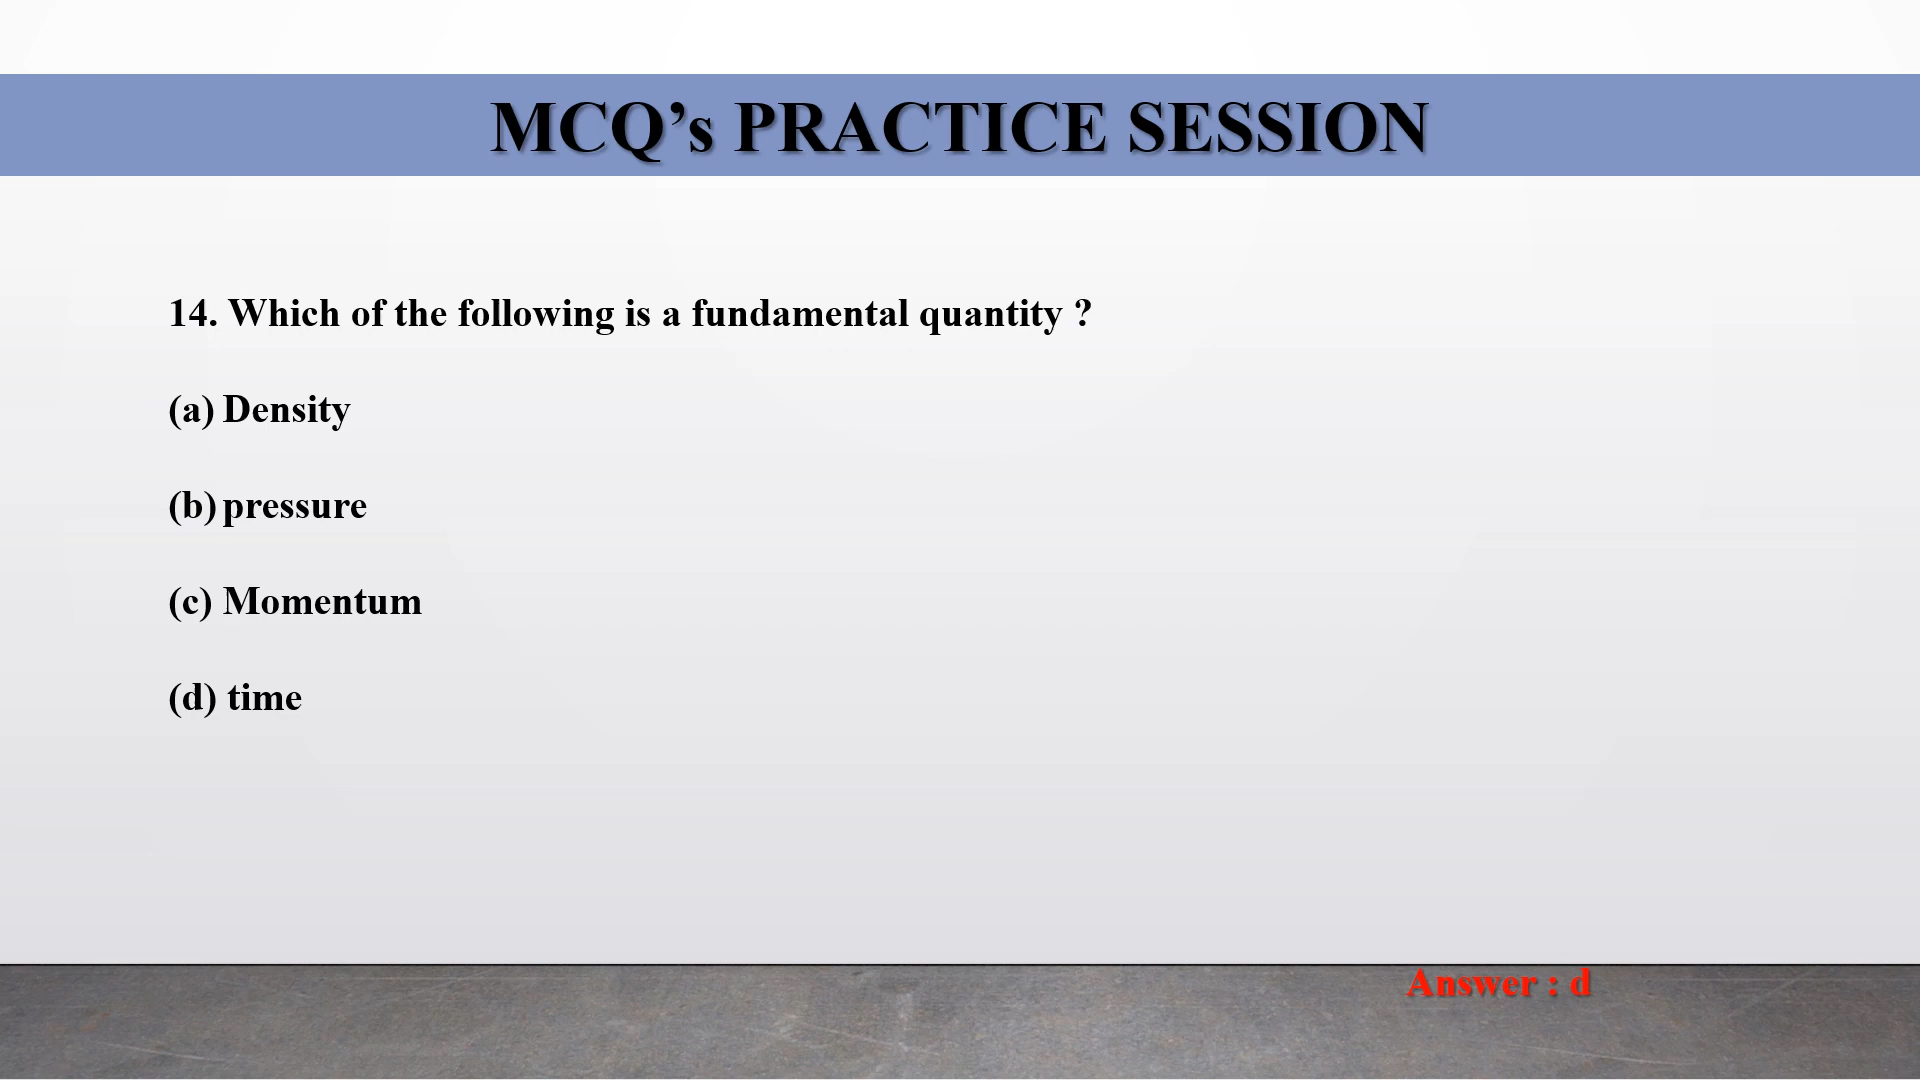 MCQ’s PRACTICE SESSION
14. Which of the following is a fundamental quantity ?
(a) Density
(b) pressure
(c) Momentum
(d) time
Answer : d